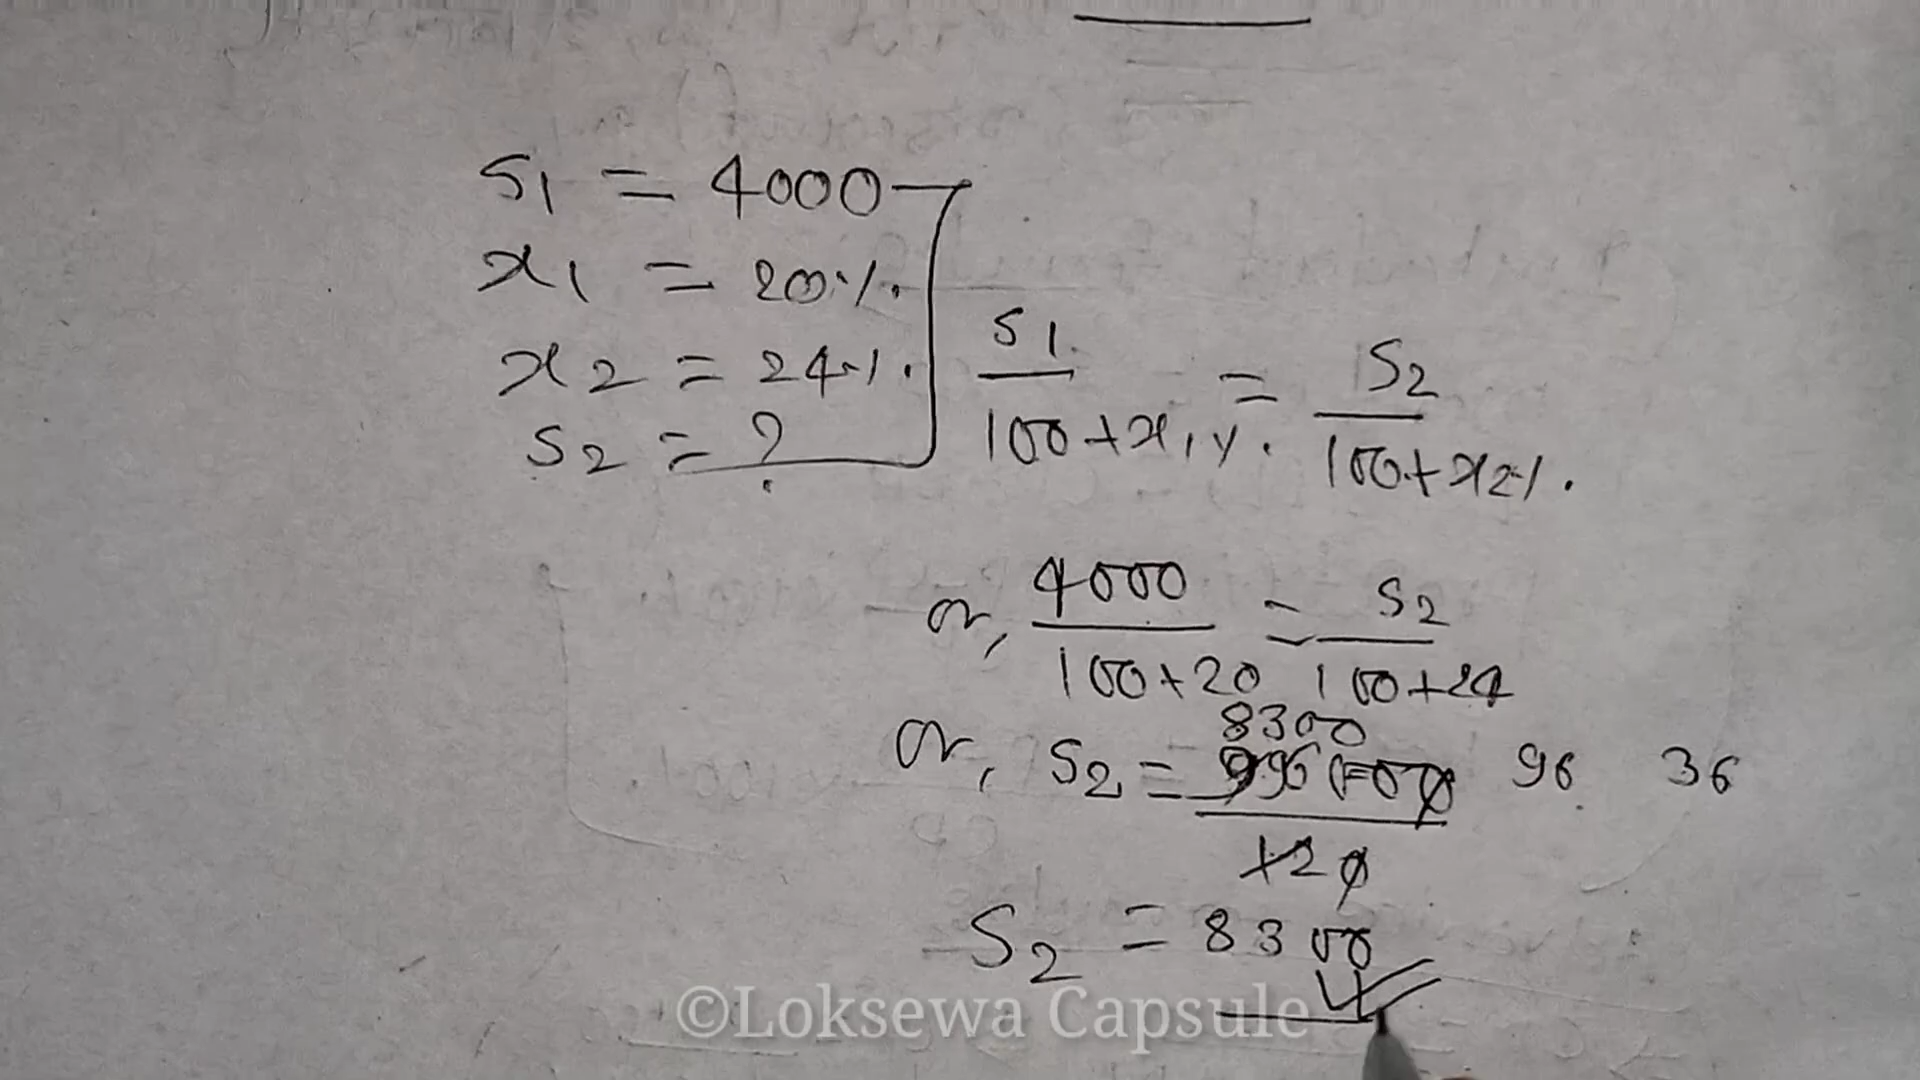 S1 = 4000
x1 = 20%
x2 = 24%
S2 = ?
S1 / 100+x1% = S2 / 100+x2%
or, 4000 / 100+20 = S2 / 100+24
8300
or, S2 = / 120 96 36
S2 = 8300
©Loksewa Capsule